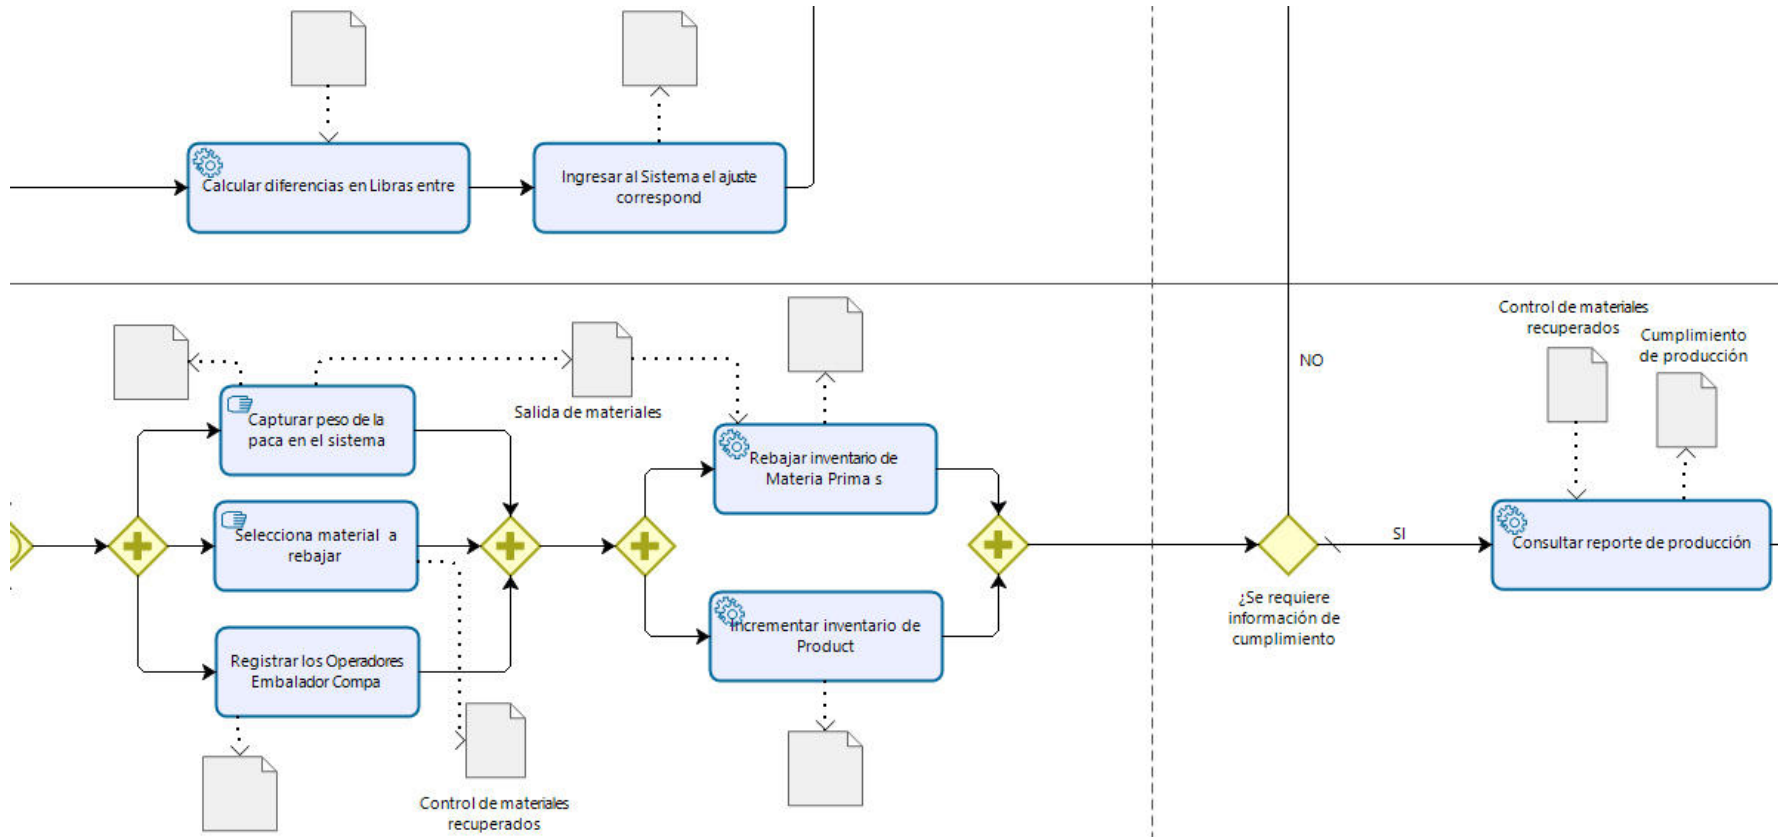 Calcular diferencias en Libras entre
Ingresar al Sistema el ajuste
correspond
Control de materiales
recuperados
Cumplimiento
de producción
NO
Salida de materiales
Capturar peso de la
paca en el sistema
Rebajar inventario de
Materia Prima s
Selecciona material a
rebajar
SI
Consultar reporte de producción
¿Se requiere
información de
cumplimiento
Incrementar inventario de
Product
Registrar los Operadores
Embalador Compa
Control de materiales
recuperados